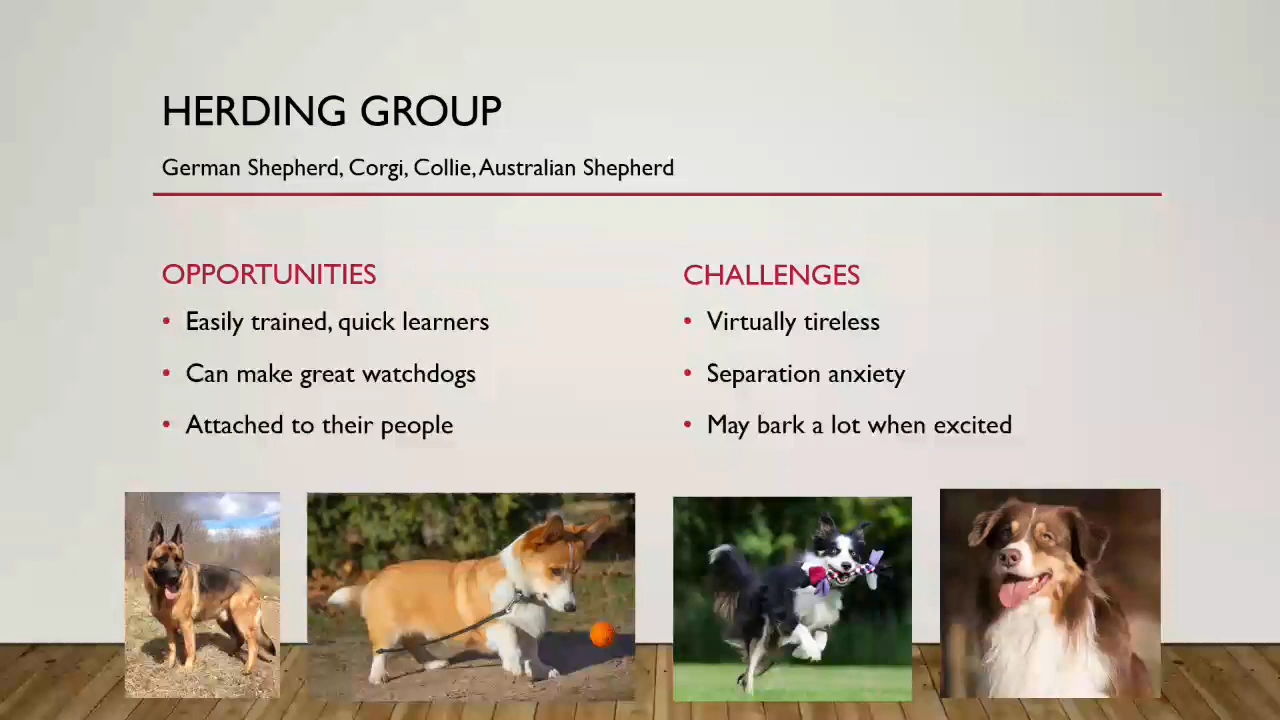 HERDING GROUP
German Shepherd, Corgi, Collie, Australian Shepherd
OPPORTUNITIES
• Easily trained, quick learners
• Can make great watchdogs
• Attached to their people
CHALLENGES
• Virtually tireless
• Separation anxiety
• May bark a lot when excited